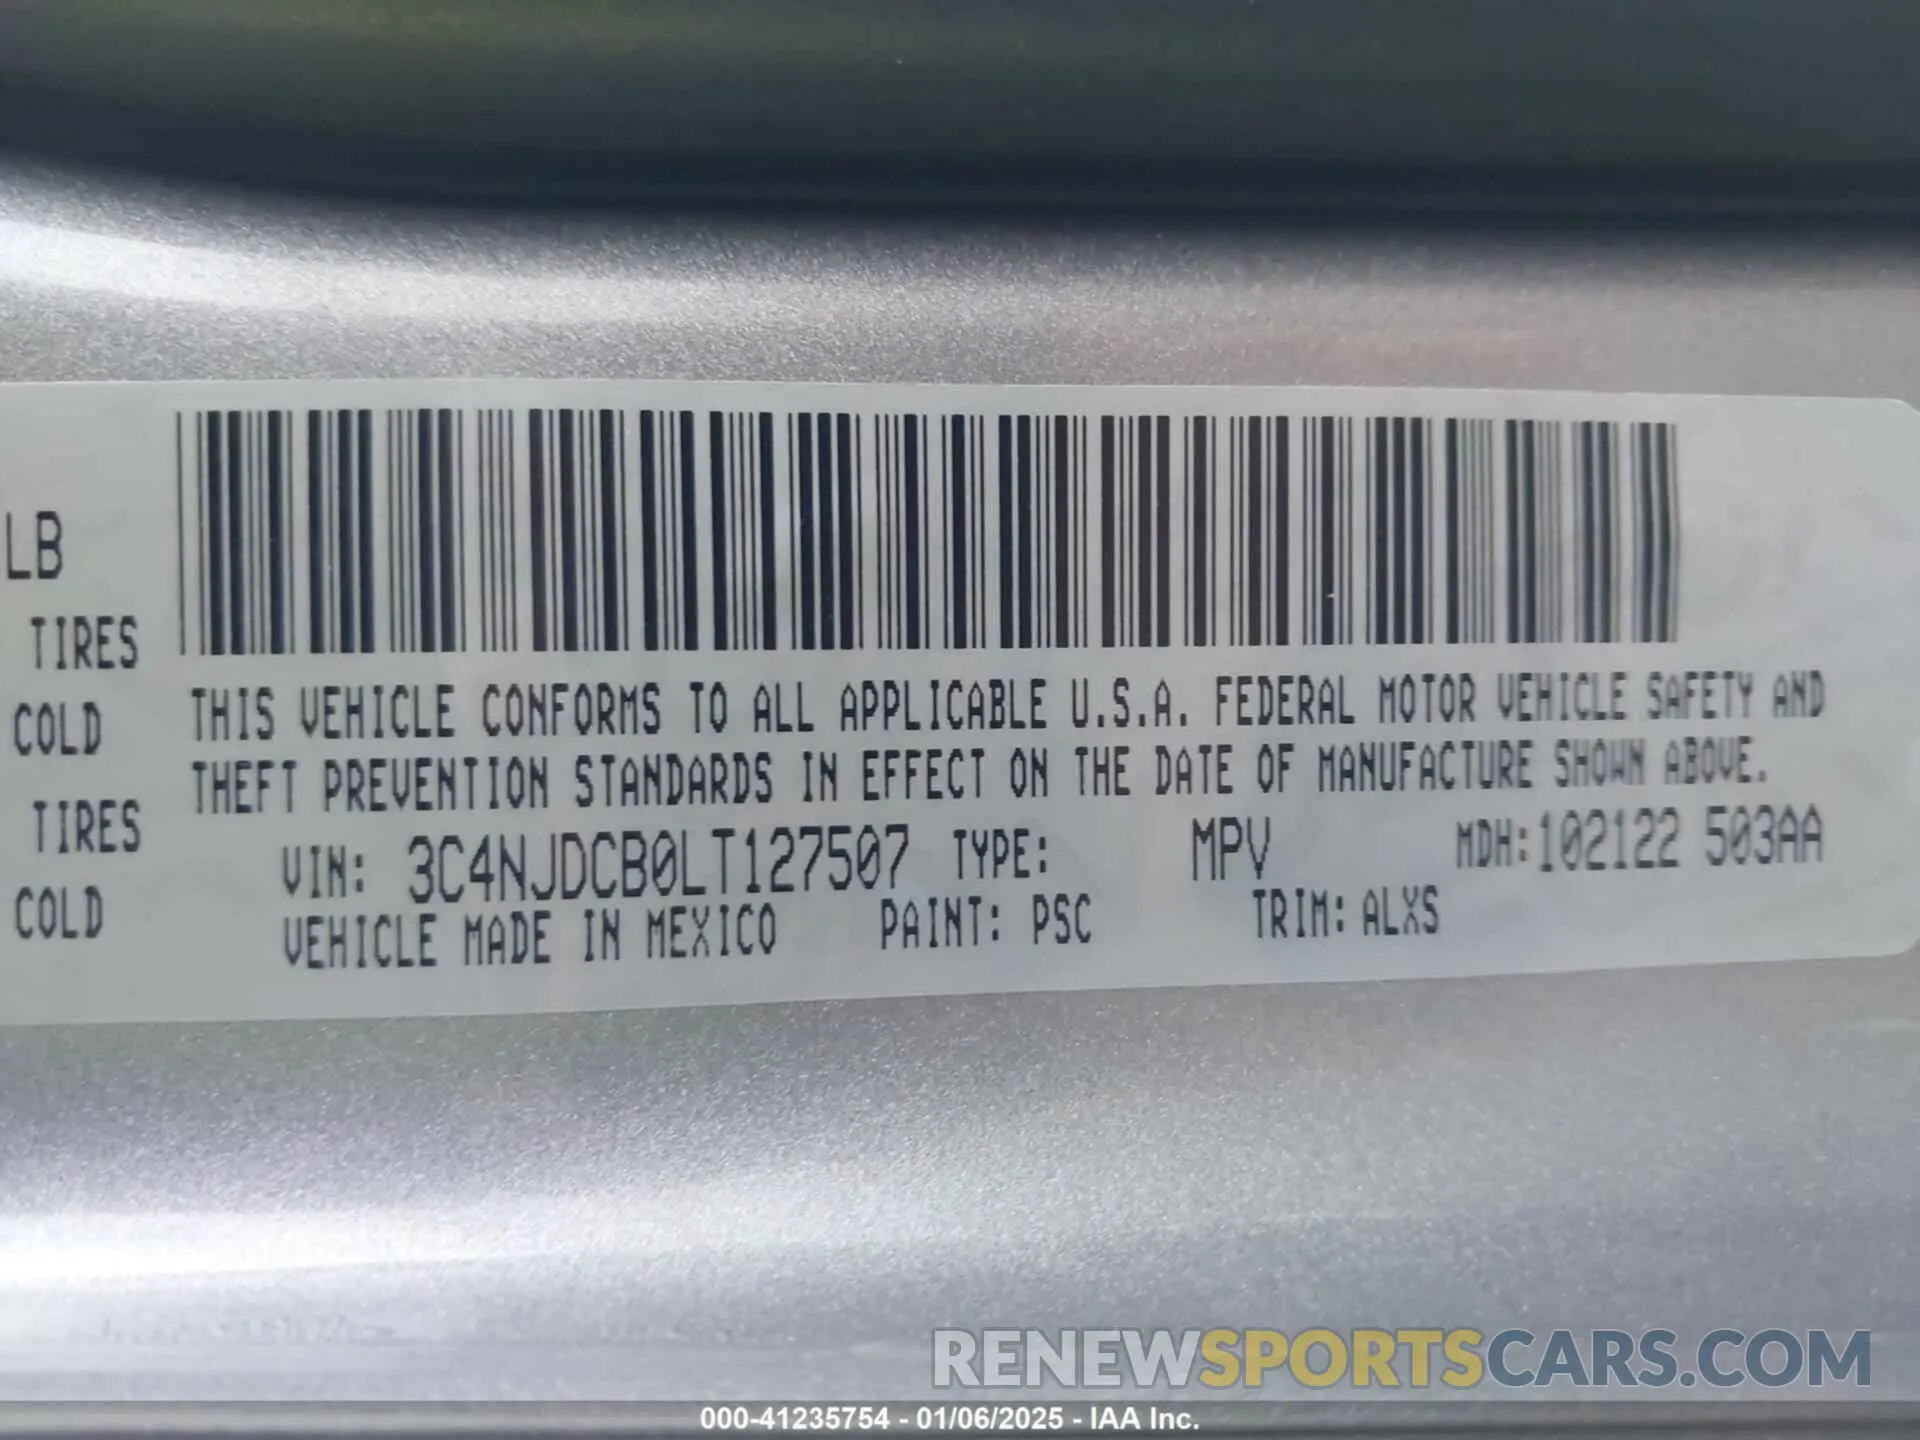 LB
TIRES
COLD
TIRES
COLD
THIS VEHICLE CONFORMS TO ALL APPLICABLE U.S.A. FEDERAL MOTOR VEHICLE SAFETY AND
THEFT PREVENTION STANDARDS IN EFFECT ON THE DATE OF MANUFACTURE SHOWN ABOVE.
VIN: 3C4NJDCB0LT127507 TYPE: MPV MDH:102122 503AA
VEHICLE MADE IN MEXICO PAINT: PSC TRIM: ALXS
RENEWSPORTSCARS.COM
000-41235754 - 01/06/2025 - IAA Inc.